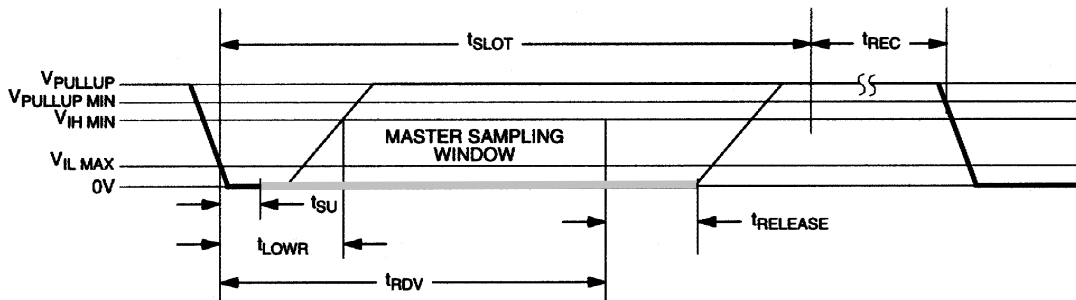 tSLOT
tREC
VPULLUP
VPULLUP MIN
VIH MIN
MASTER SAMPLING
WINDOW
VIL MAX
0V
tSU
tRELEASE
tLOWR
tRDV